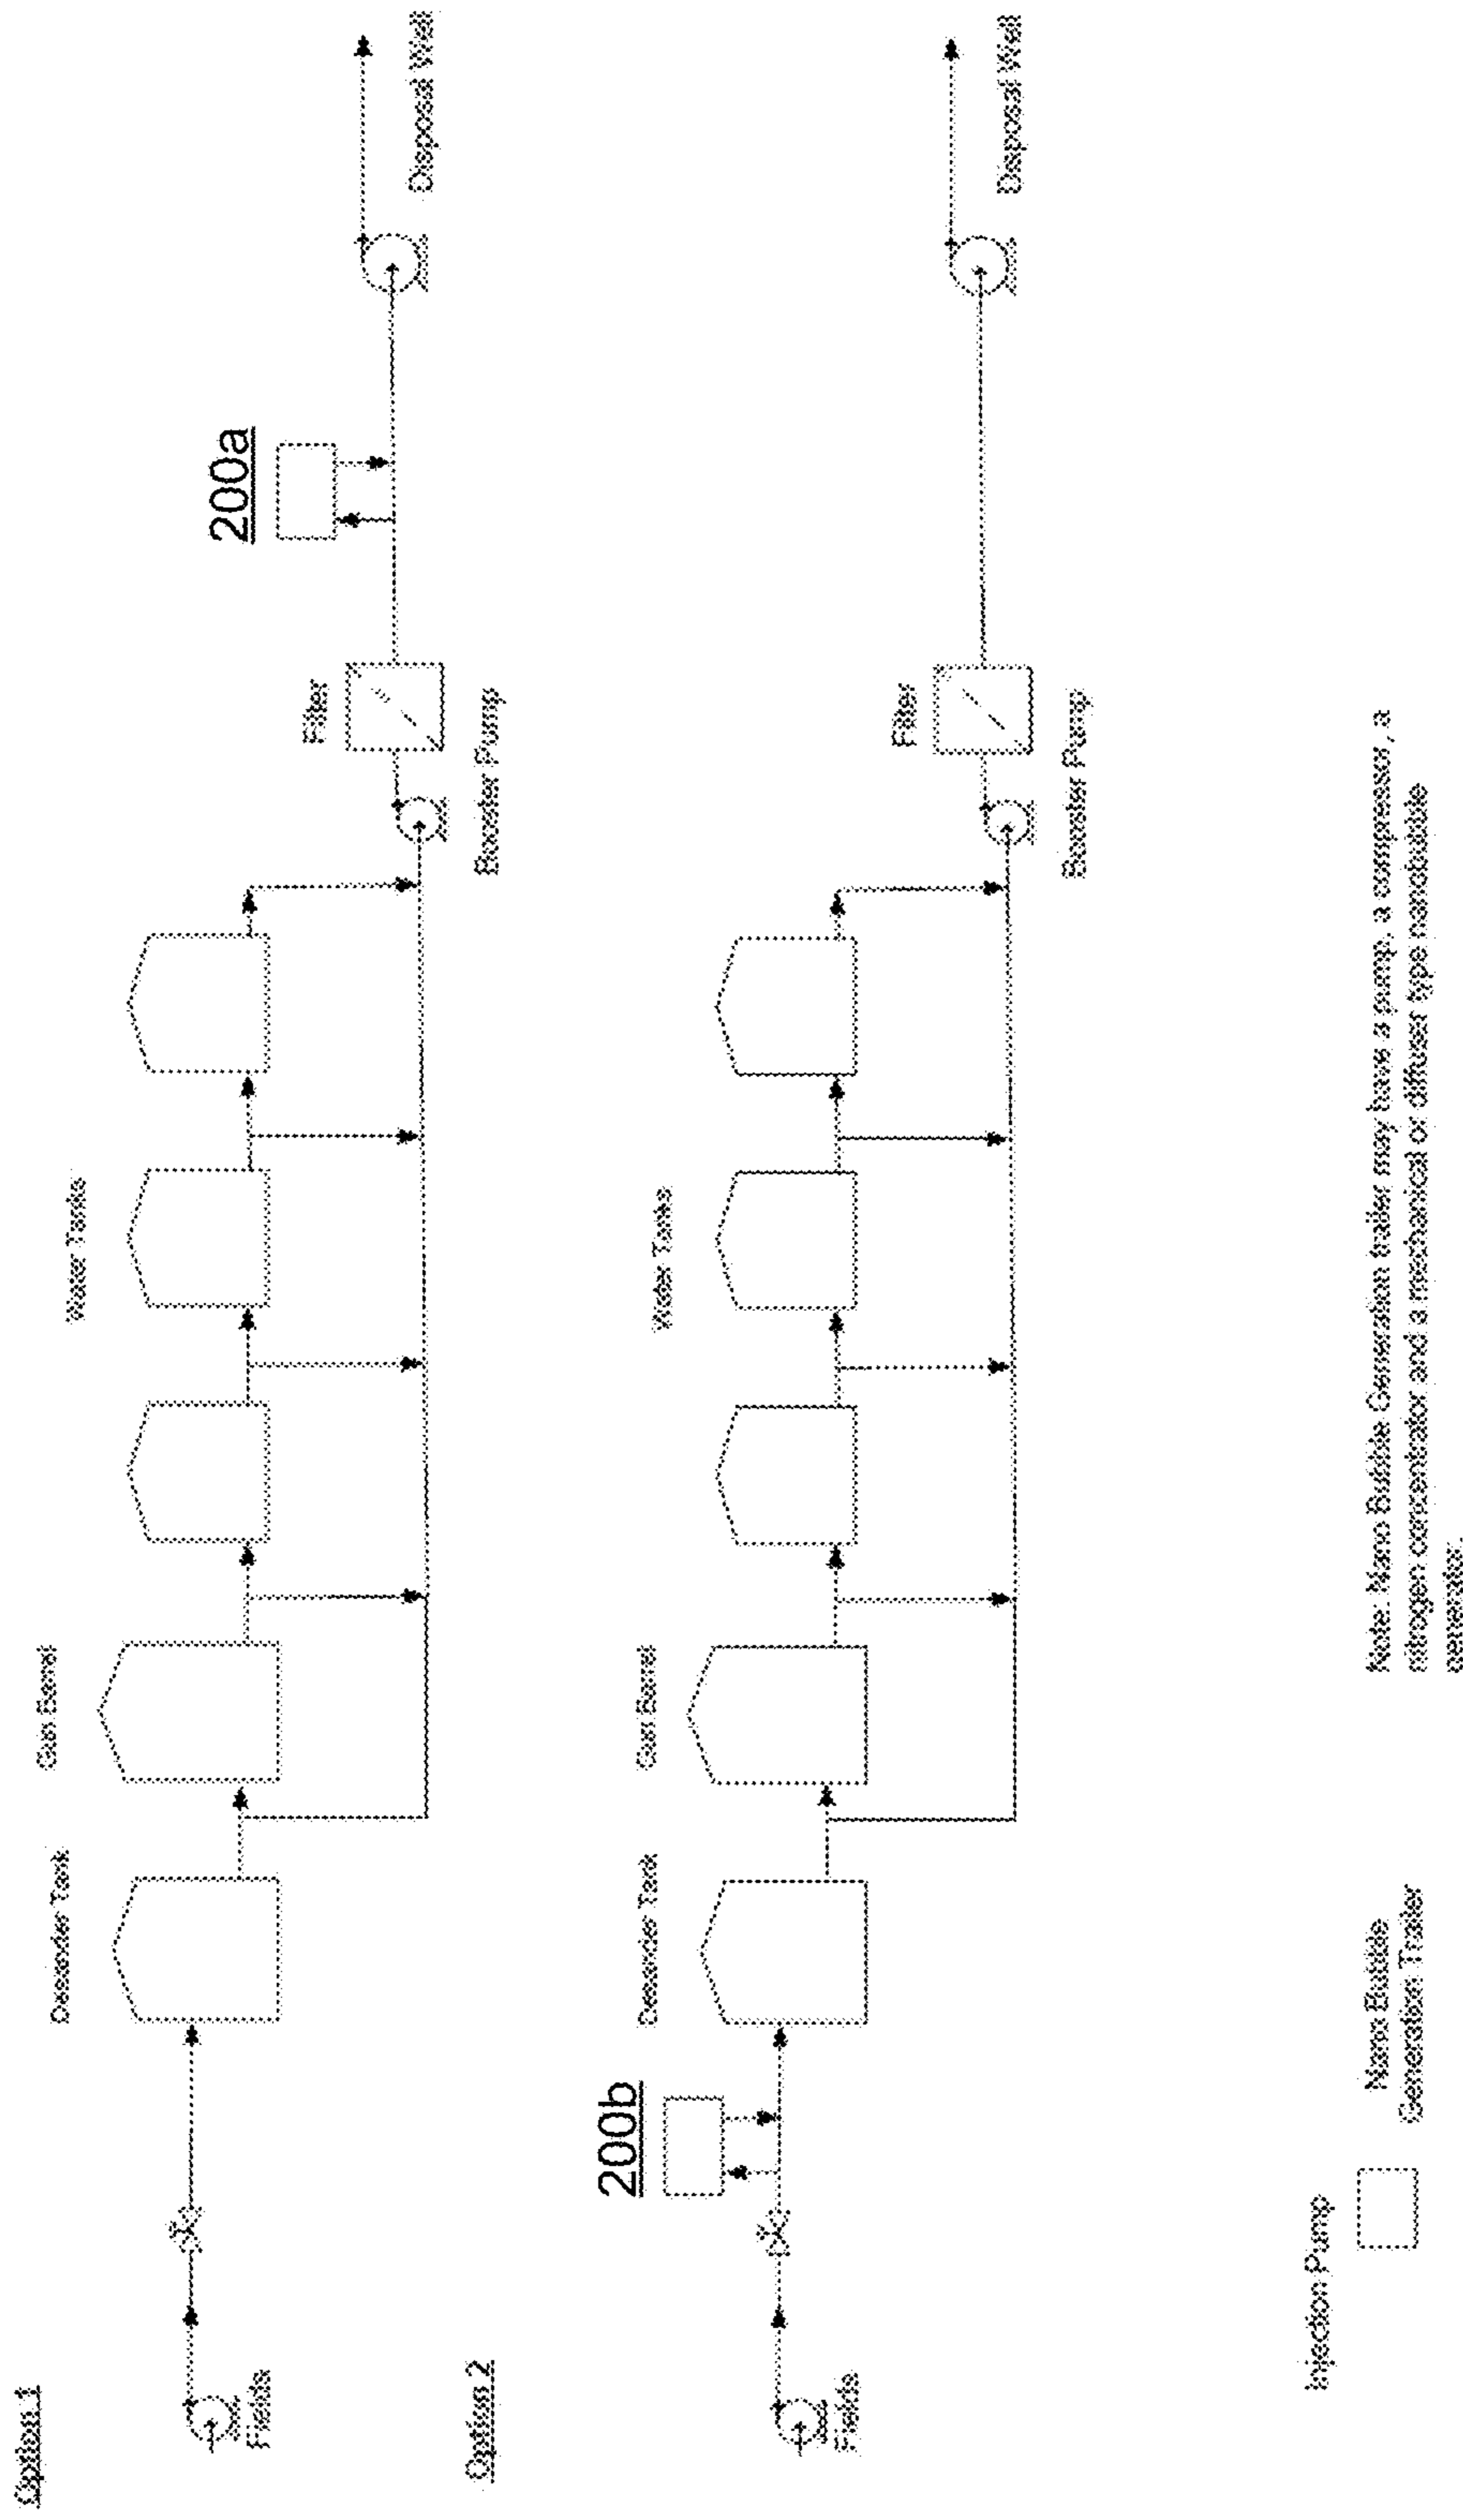 Option 1
Desander Tank
Gun Barrel
Water Tanks
200a
Filter
Booster Pump
Disposal Well
Fields
Option 2
200b
Desander Tank
Gun Barrel
Water Tanks
Filter
Booster Pump
Disposal Well
Fields
Injection Pump
Nano Bubble
Generation Trailer
Note: Nano Bubble Generation trailer may have a pump, a compressor, a
nitrogen concentrator and a mechanical or diffuser type nanobubble
generator.